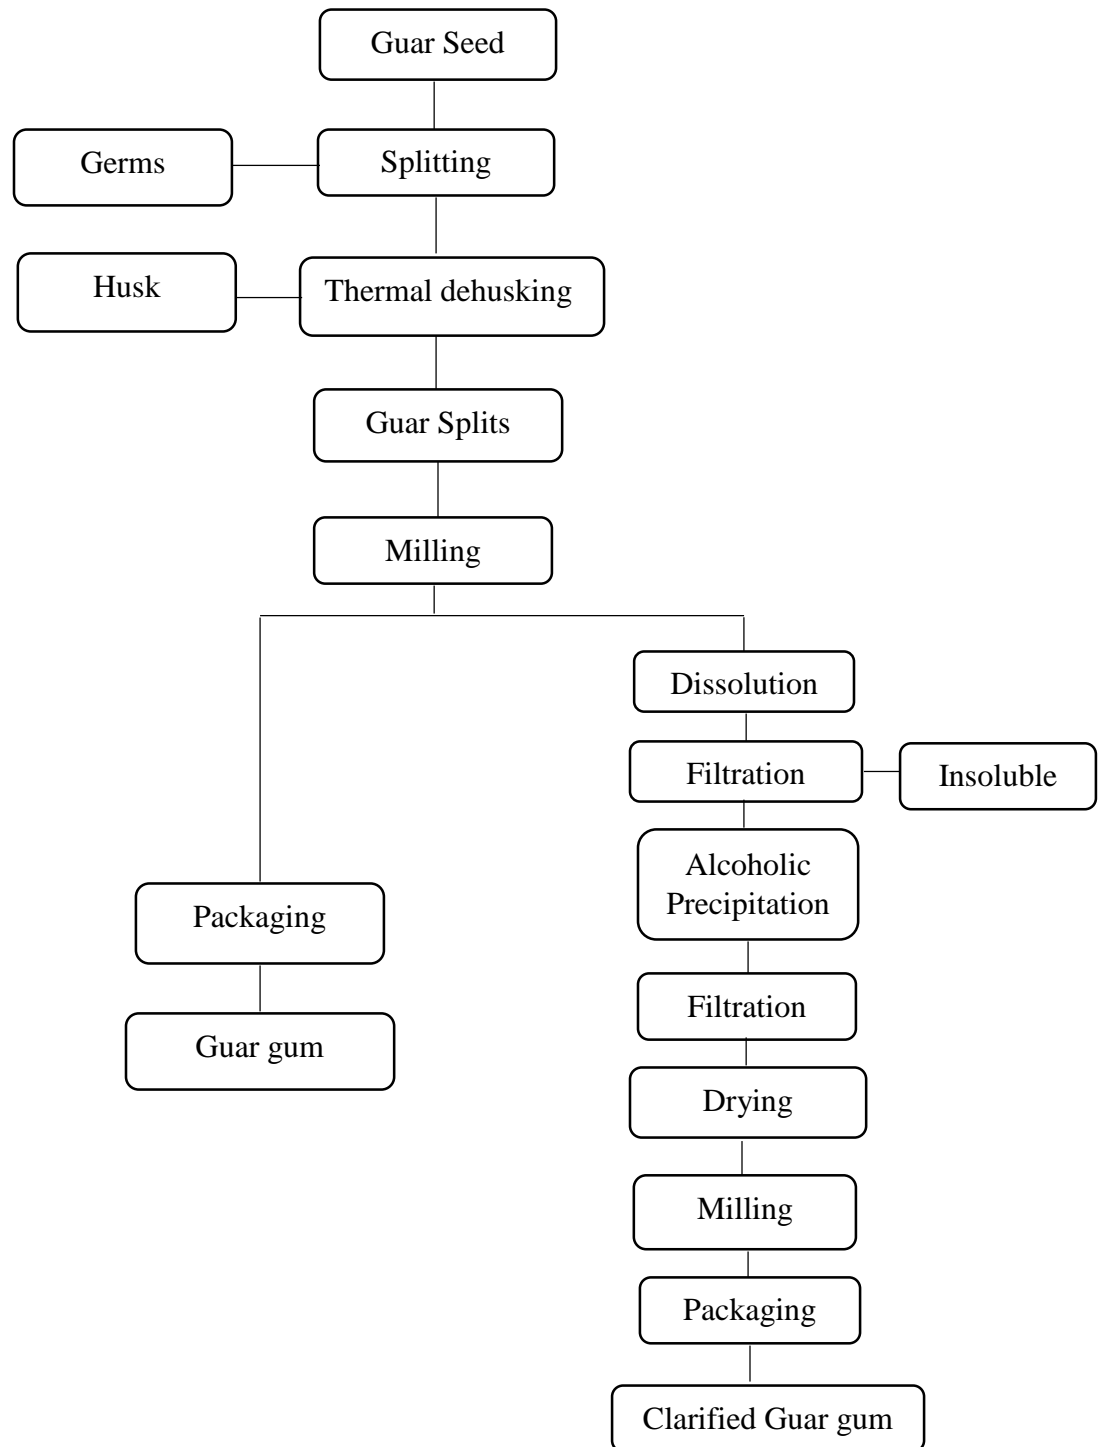 Guar Seed
Germs
Splitting
Husk
Thermal dehusking
Guar Splits
Milling
Dissolution
Filtration
Insoluble
Alcoholic
Precipitation
Packaging
Filtration
Guar gum
Drying
Milling
Packaging
Clarified Guar gum